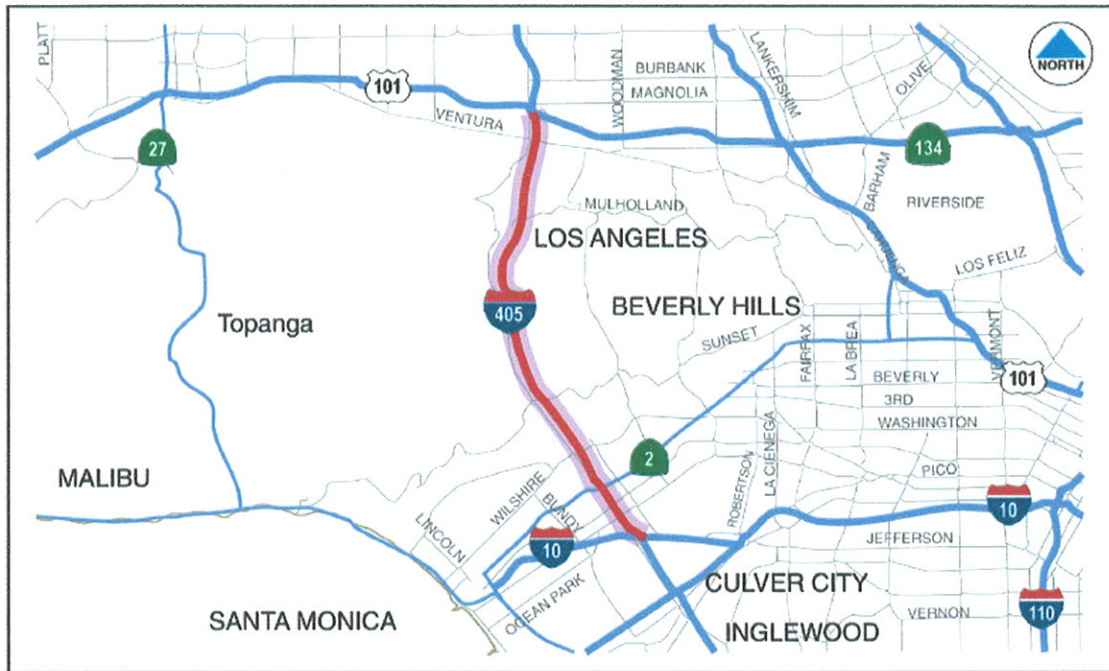 PLATT
101
BURBANK
WOODMAN
MAGNOLIA
LANKERSHIM
OLIVE
NORTH
VENTURA
27
134
BARHAM
RIVERSIDE
CAHUENGA
MULHOLLAND
LOS ANGELES
LOS FELIZ
BEVERLY HILLS
405
Topanga
SUNSET
FAIRFAX
LA BREA
VERMONT
BEVERLY
101
3RD
WASHINGTON
2
LA CIENEGA
ROBERTSON
PICO
MALIBU
WILSHIRE
BUNDY
LINCOLN
10
10
JEFFERSON
OCEAN PARK
CULVER CITY
SANTA MONICA
INGLEWOOD
VERNON
110